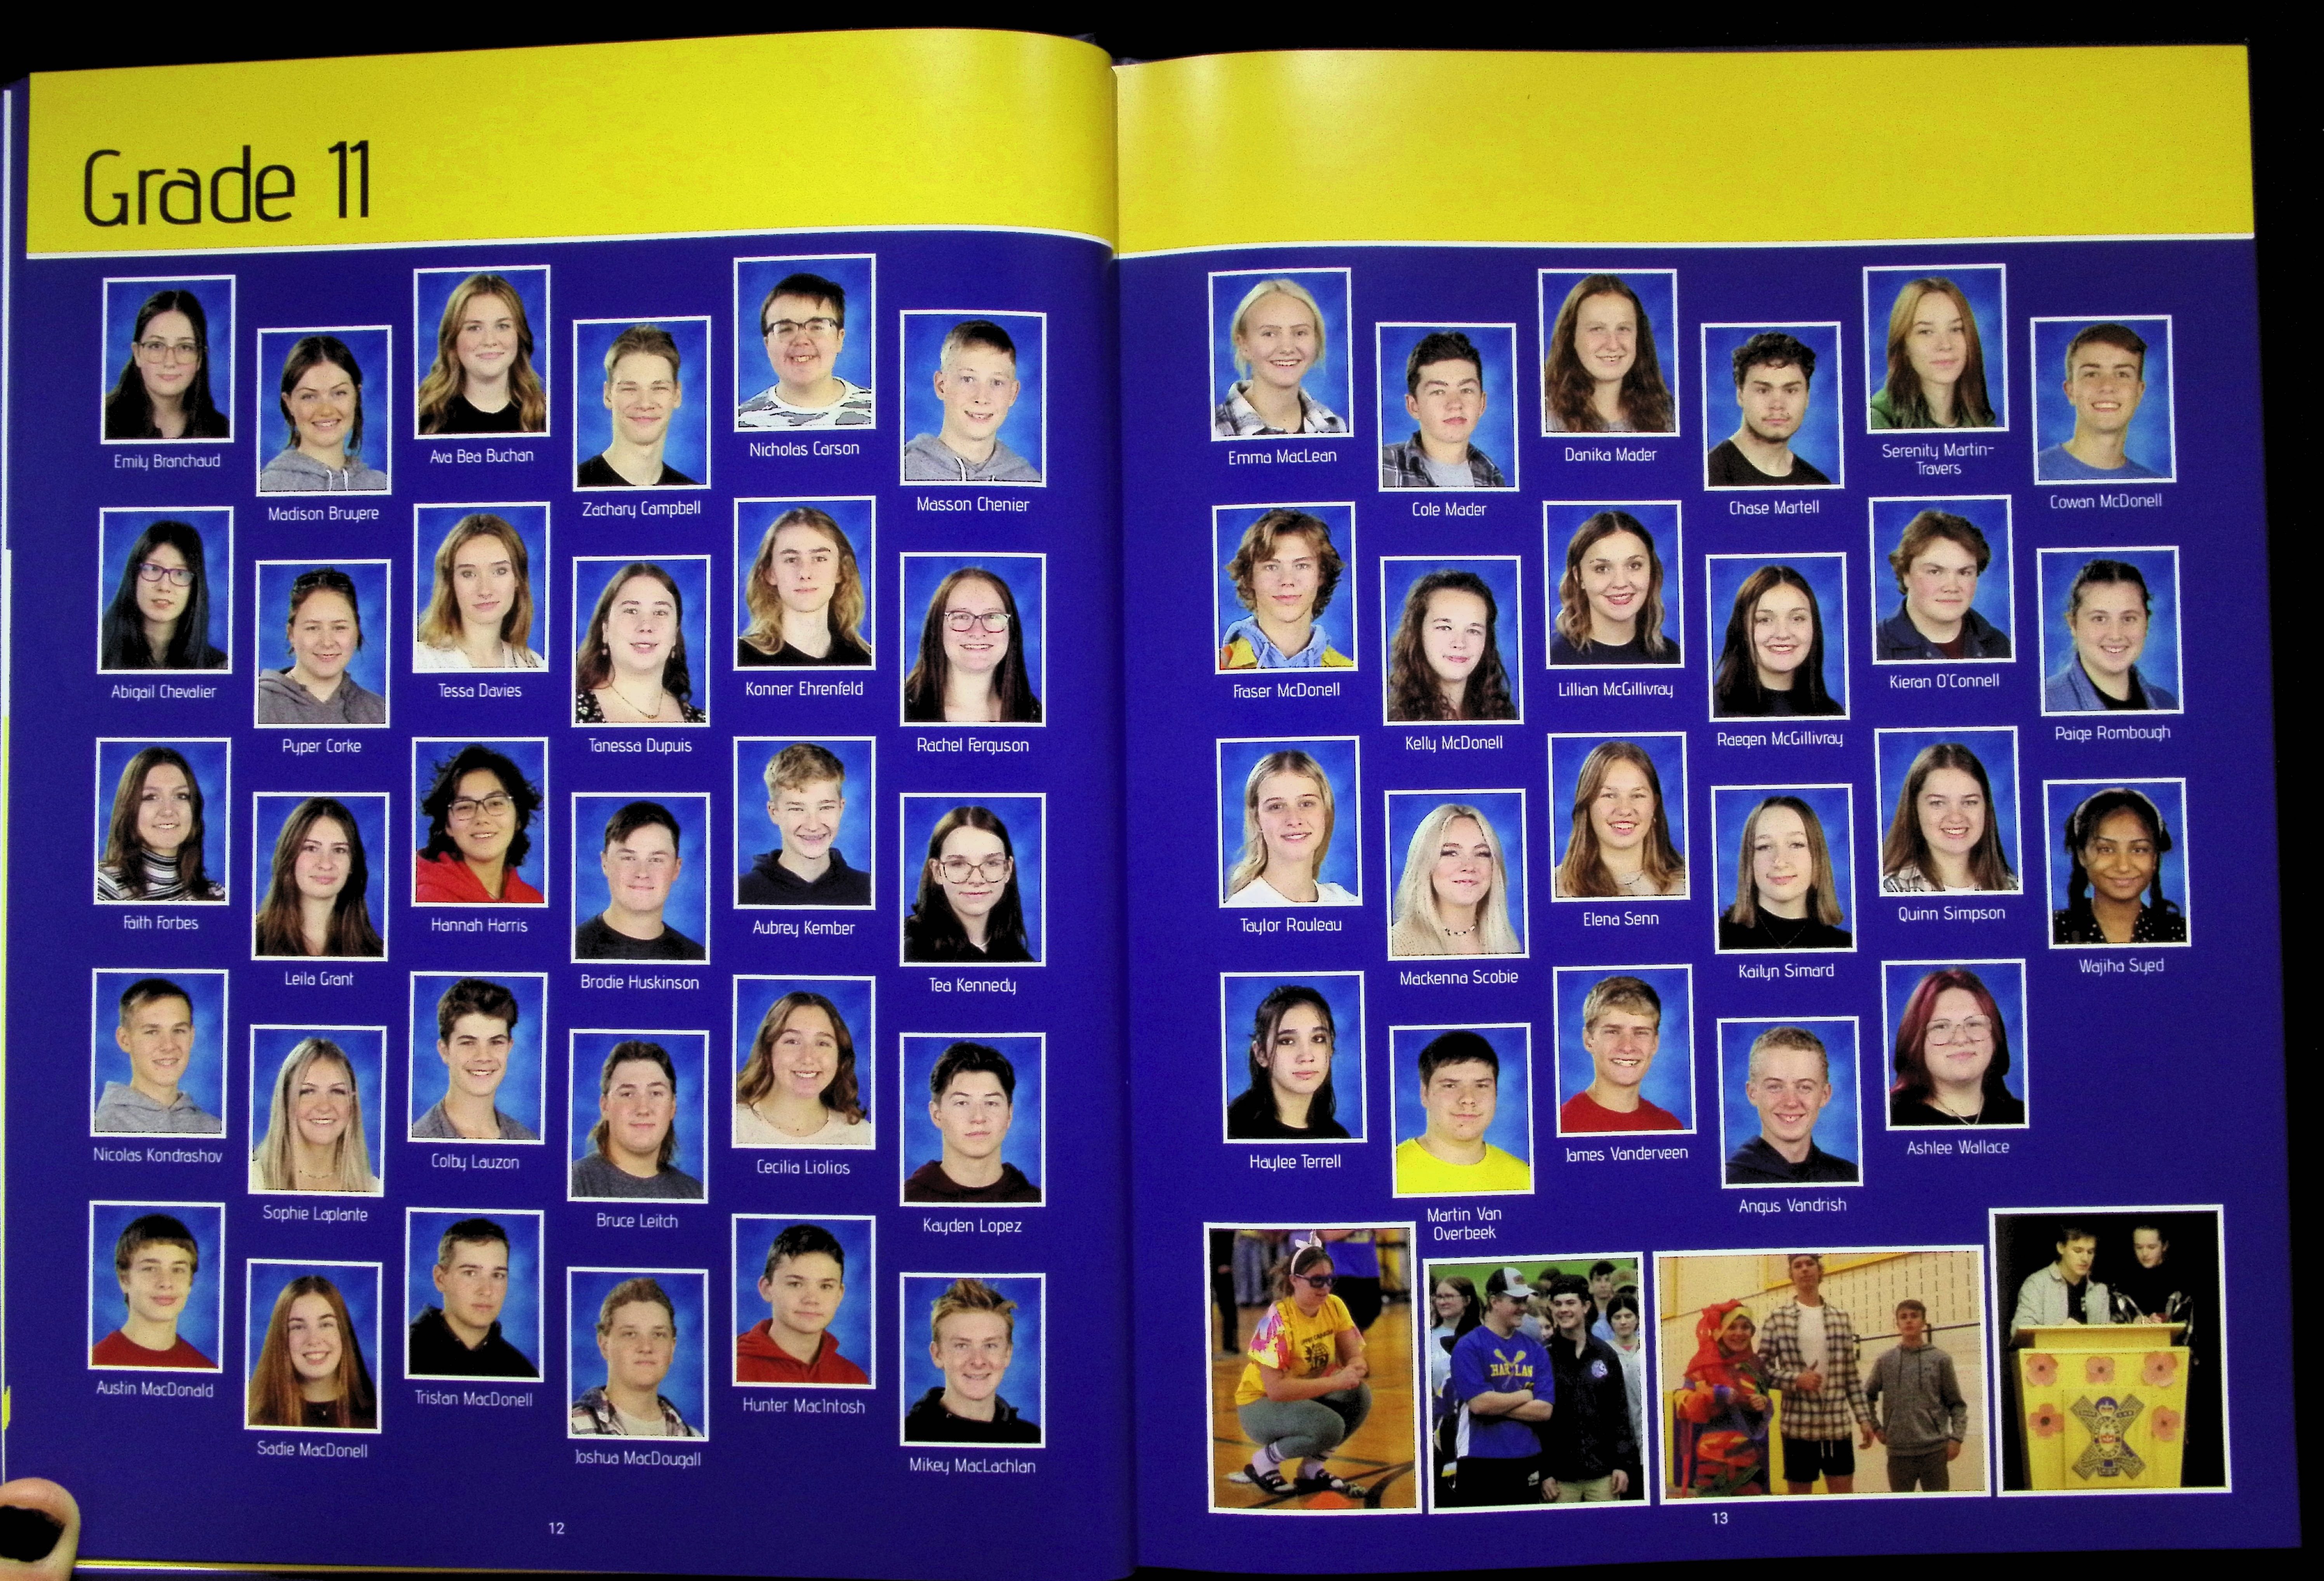 Grade 11
Emily Branchaud
Madison Bruyere
Ava Bea Buchan
Zachary Campbell
Nicholas Carson
Masson Chenier
Abigail Chevalier
Pyper Corke
Tessa Davies
Tanessa Dupuis
Konner Ehrenfeld
Rachel Ferguson
Faith Forbes
Leila Grant
Hannah Harris
Brodie Huskinson
Aubrey Kember
Tea Kennedy
Nicolas Kondrashov
Sophie Laplante
Colby Lauzon
Bruce Leitch
Cecilia Liolios
Kayden Lopez
Austin MacDonald
Sadie MacDonell
Tristan MacDonell
Joshua MacDougall
Hunter MacIntosh
Mikey MacLachlan
12
Emma MacLean
Cole Mader
Danika Mader
Chase Martell
Serenity Martin-
Travers
Cowan McDonell
Fraser McDonell
Kelly McDonell
Lillian McGillivray
Raegen McGillivray
Kieran O'Connell
Paige Rombough
Taylor Rouleau
Mackenna Scobie
Elena Senn
Kailyn Simard
Quinn Simpson
Wajiha Syed
Haylee Terrell
Martin Van
Overbeek
James Vanderveen
Angus Vandrish
Ashlee Wallace
13